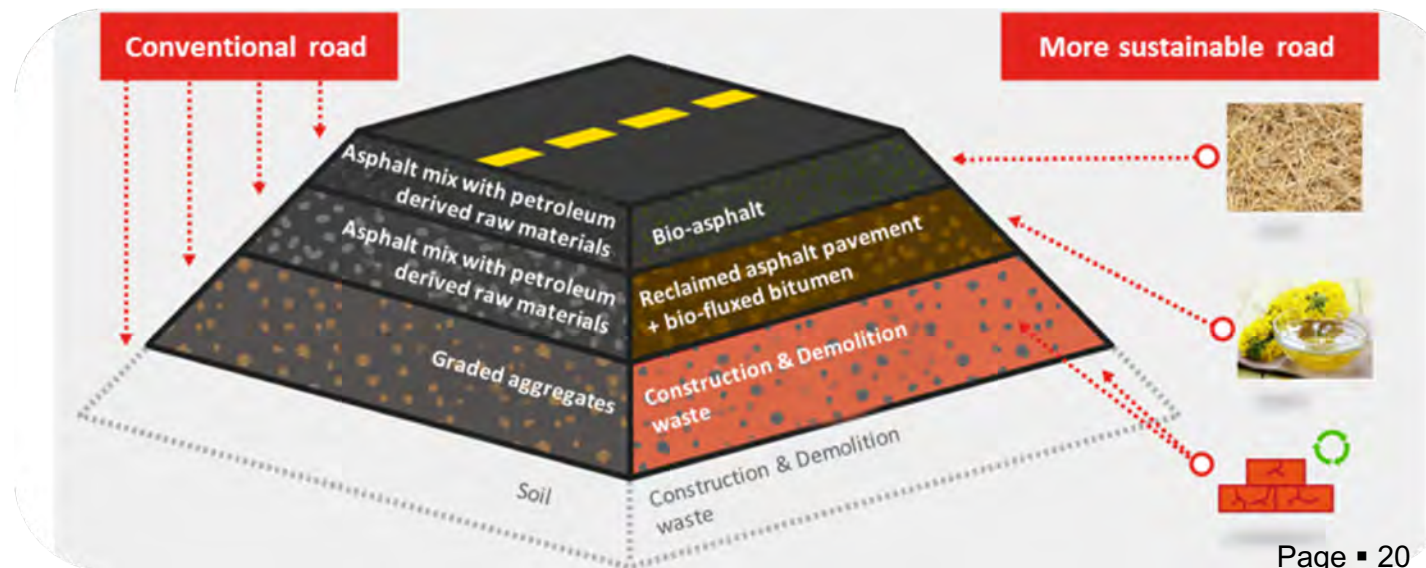 Conventional road
More sustainable road
Asphalt mix with petroleum
derived raw materials
Asphalt mix with petroleum
derived raw materials
Graded aggregates
Soil
Bio-asphalt
Reclaimed asphalt pavement
+ bio-fluxed bitumen
Construction & Demolition
waste
Construction & Demolition
waste
Page ▪ 20